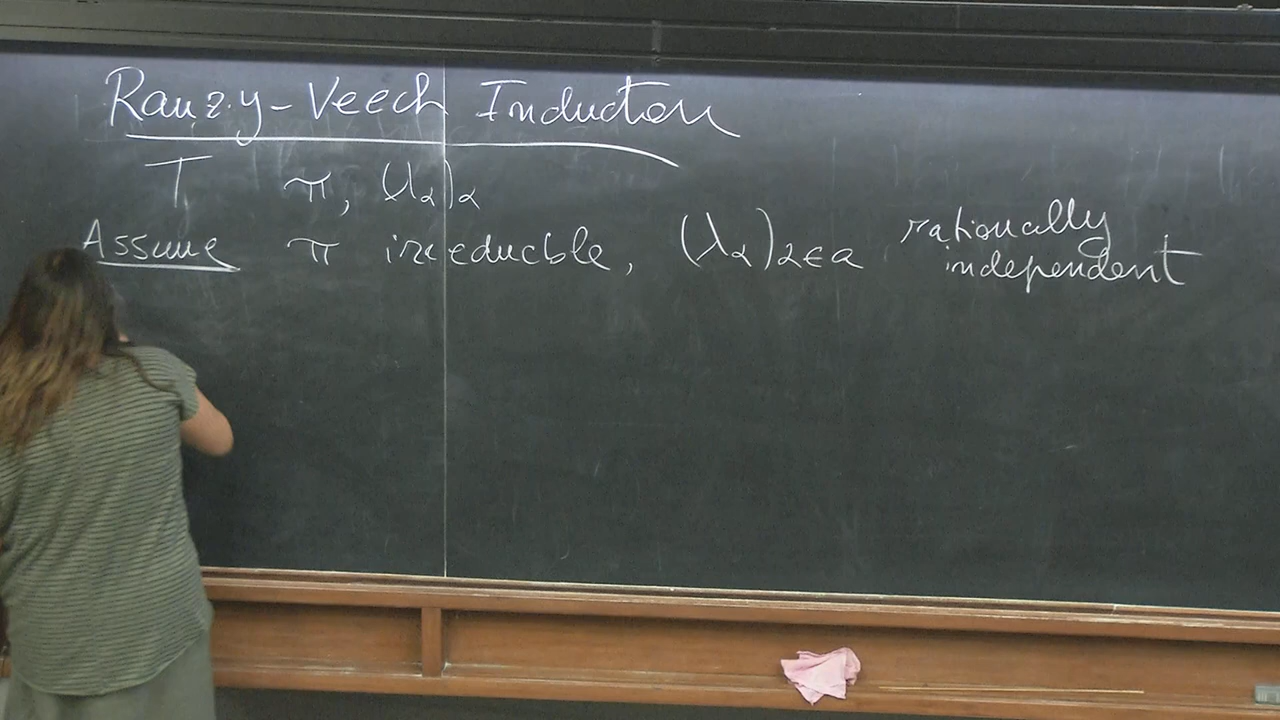 Rauzy-Veech Induction
T π, (λα)α
Assume π irreducible, (λα)α∈a rationally independent